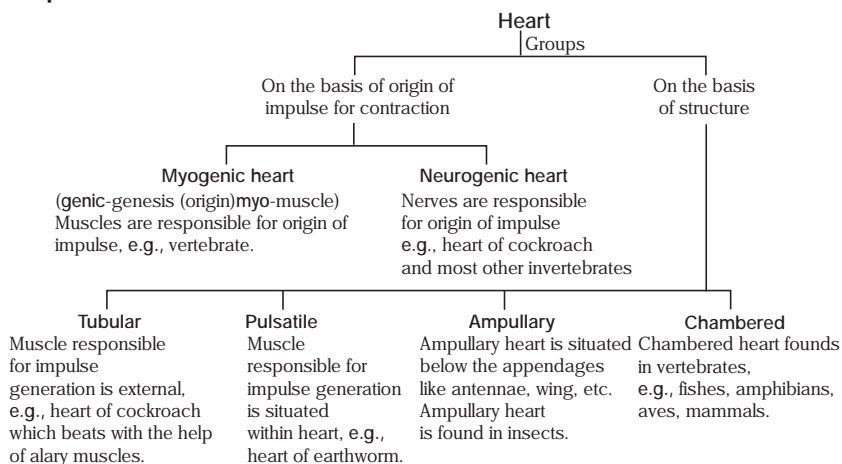 Heart
Groups
On the basis of origin of
impulse for contraction
On the basis
of structure
Myogenic heart
(genic-genesis (origin)myo-muscle)
Muscles are responsible for origin of
impulse, e.g., vertebrate.
Neurogenic heart
Nerves are responsible
for origin of impulse
e.g., heart of cockroach
and most other invertebrates
Tubular
Muscle responsible
for impulse
generation is external,
e.g., heart of cockroach
which beats with the help
of alary muscles.
Pulsatile
Muscle
responsible for
impulse generation
is situated
within heart, e.g.,
heart of earthworm.
Ampullary
Ampullary heart is situated
below the appendages
like antennae, wing, etc.
Ampullary heart
is found in insects.
Chambered
Chambered heart founds
in vertebrates,
e.g., fishes, amphibians,
aves, mammals.